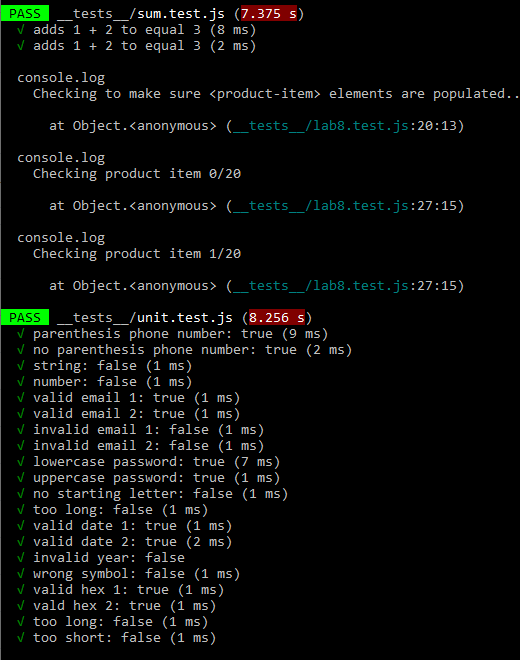 PASS __tests__/sum.test.js (7.375 s)
√ adds 1 + 2 to equal 3 (8 ms)
√ adds 1 + 2 to equal 3 (2 ms)
console.log
Checking to make sure <product-item> elements are populated..
at Object.<anonymous> (__tests__/lab8.test.js:20:13)
console.log
Checking product item 0/20
at Object.<anonymous> (__tests__/lab8.test.js:27:15)
console.log
Checking product item 1/20
at Object.<anonymous> (__tests__/lab8.test.js:27:15)
PASS __tests__/unit.test.js (8.256 s)
√ parenthesis phone number: true (9 ms)
√ no parenthesis phone number: true (2 ms)
√ string: false (1 ms)
√ number: false (1 ms)
√ valid email 1: true (1 ms)
√ valid email 2: true (1 ms)
√ invalid email 1: false (1 ms)
√ invalid email 2: false (1 ms)
√ lowercase password: true (7 ms)
√ uppercase password: true (1 ms)
√ no starting letter: false (1 ms)
√ too long: false (1 ms)
√ valid date 1: true (1 ms)
√ valid date 2: true (2 ms)
√ invalid year: false
√ wrong symbol: false (1 ms)
√ valid hex 1: true (1 ms)
√ vald hex 2: true (1 ms)
√ too long: false (1 ms)
√ too short: false (1 ms)